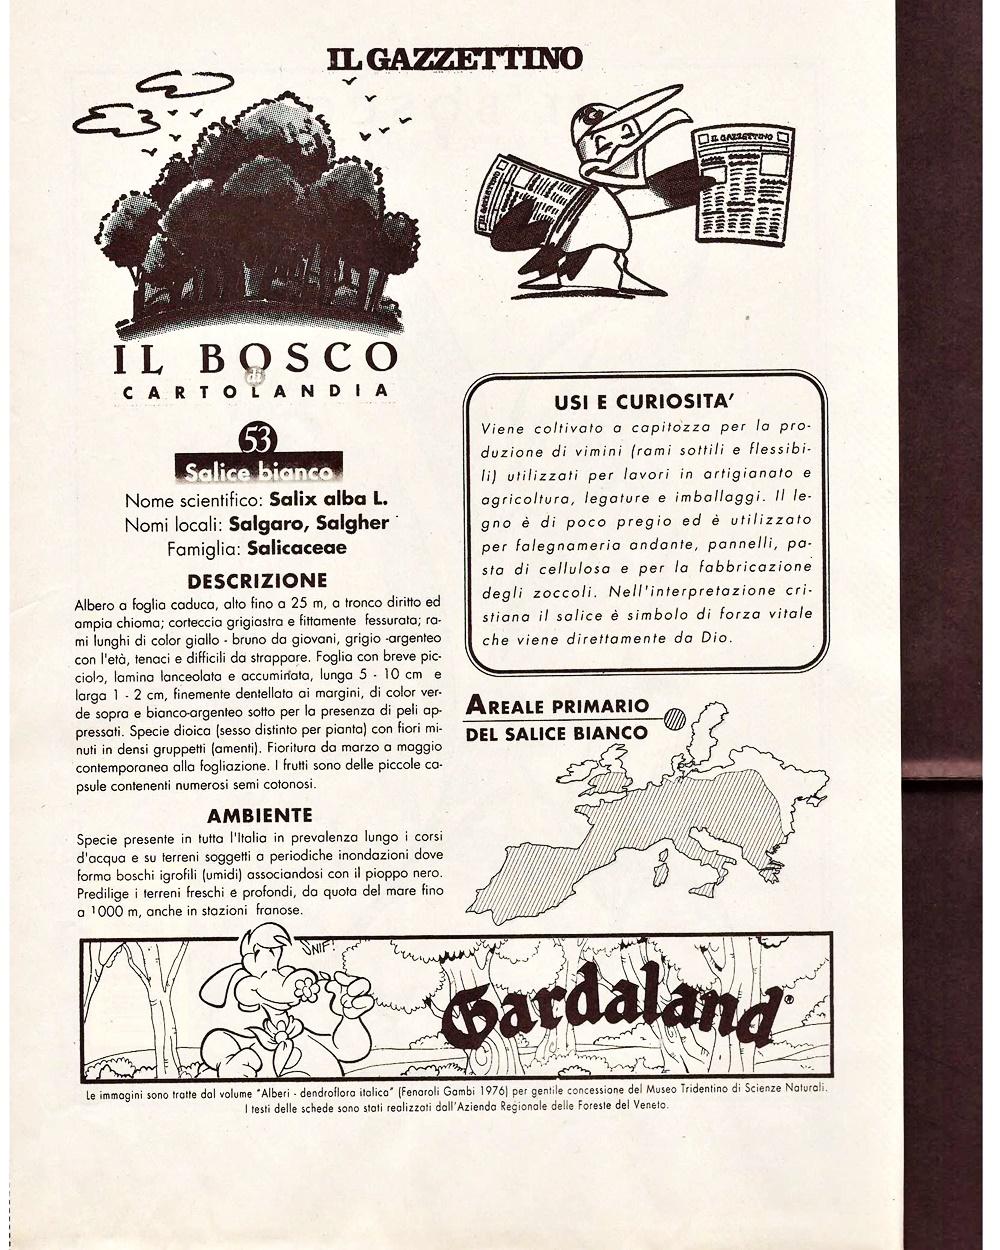 IL GAZZETTINO
IL GAZZETTINO
IL GAZZETTINO
IL BOSCO
di
CARTOLANDIA
53
Salice bianco
Nome scientifico: Salix alba L.
Nomi locali: Salgaro, Salgher
Famiglia: Salicaceae
DESCRIZIONE
Albero a foglia caduca, alto fino a 25 m, a tronco diritto ed
ampia chioma; corteccia grigiastra e fittamente fessurata; ra-
mi lunghi di color giallo - bruno da giovani, grigio -argenteo
con l'età, tenaci e difficili da strappare. Foglia con breve pic-
ciolo, lamina lanceolata e accuminata, lunga 5 - 10 cm e
larga 1 - 2 cm, finemente dentellata ai margini, di color ver-
de sopra e bianco-argenteo sotto per la presenza di peli ap-
pressati. Specie dioica (sesso distinto per pianta) con fiori mi-
nuti in densi gruppetti (amenti). Fioritura da marzo a maggio
contemporanea alla fogliazione. I frutti sono delle piccole ca-
psule contenenti numerosi semi cotonosi.
AMBIENTE
Specie presente in tutta l'Italia in prevalenza lungo i corsi
d'acqua e su terreni soggetti a periodiche inondazioni dove
forma boschi igrofili (umidi) associandosi con il pioppo nero.
Predilige i terreni freschi e profondi, da quota del mare fino
a 1000 m, anche in stazioni franose.
USI E CURIOSITA'
Viene coltivato a capitozza per la pro-
duzione di vimini (rami sottili e flessibi-
li) utilizzati per lavori in artigianato e
agricoltura, legature e imballaggi. Il le-
gno è di poco pregio ed è utilizzato
per falegnameria andante, pannelli, pa-
sta di cellulosa e per la fabbricazione
degli zoccoli. Nell'interpretazione cri-
stiana il salice è simbolo di forza vitale
che viene direttamente da Dio.
AREALE PRIMARIO
DEL SALICE BIANCO
SNIF!
Gardaland®
Le immagini sono tratte dal volume "Alberi - dendroflora italica" (Fenaroli Gambi 1976) per gentile concessione del Museo Tridentino di Scienze Naturali.
I testi delle schede sono stati realizzati dall'Azienda Regionale delle Foreste del Veneto.